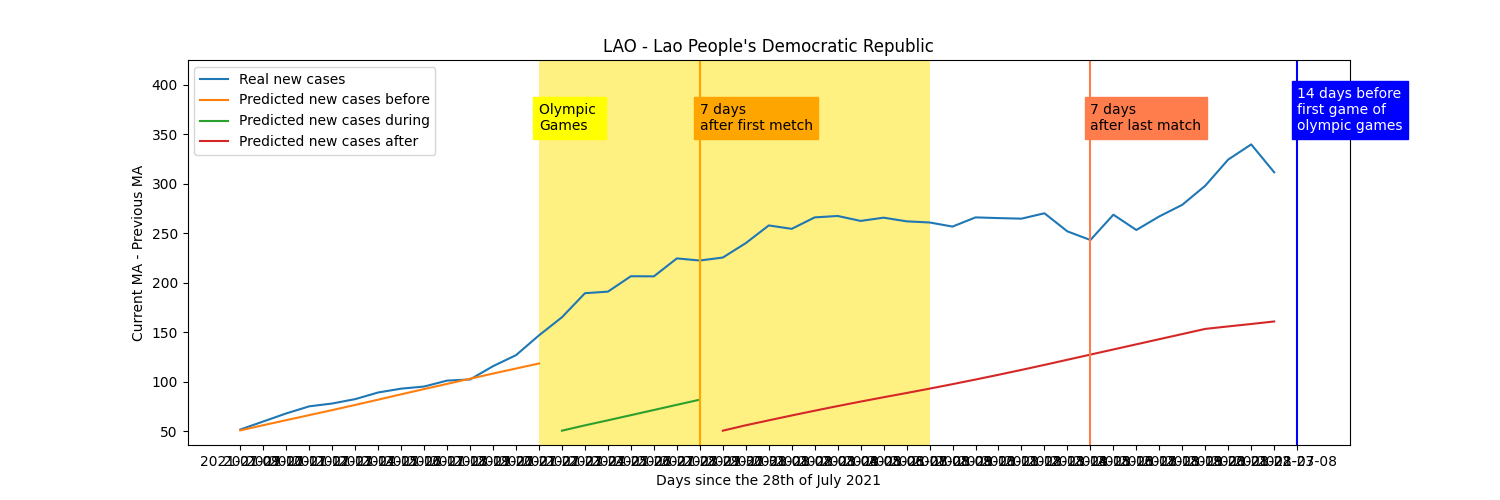 LAO - Lao People's Democratic Republic
Real new cases
Predicted new cases before
Predicted new cases during
Predicted new cases after
Olympic
Games
7 days
after first metch
7 days
after last match
14 days before
first game of
olympic games
Current MA - Previous MA
400
350
300
250
200
150
100
50
Days since the 28th of July 2021